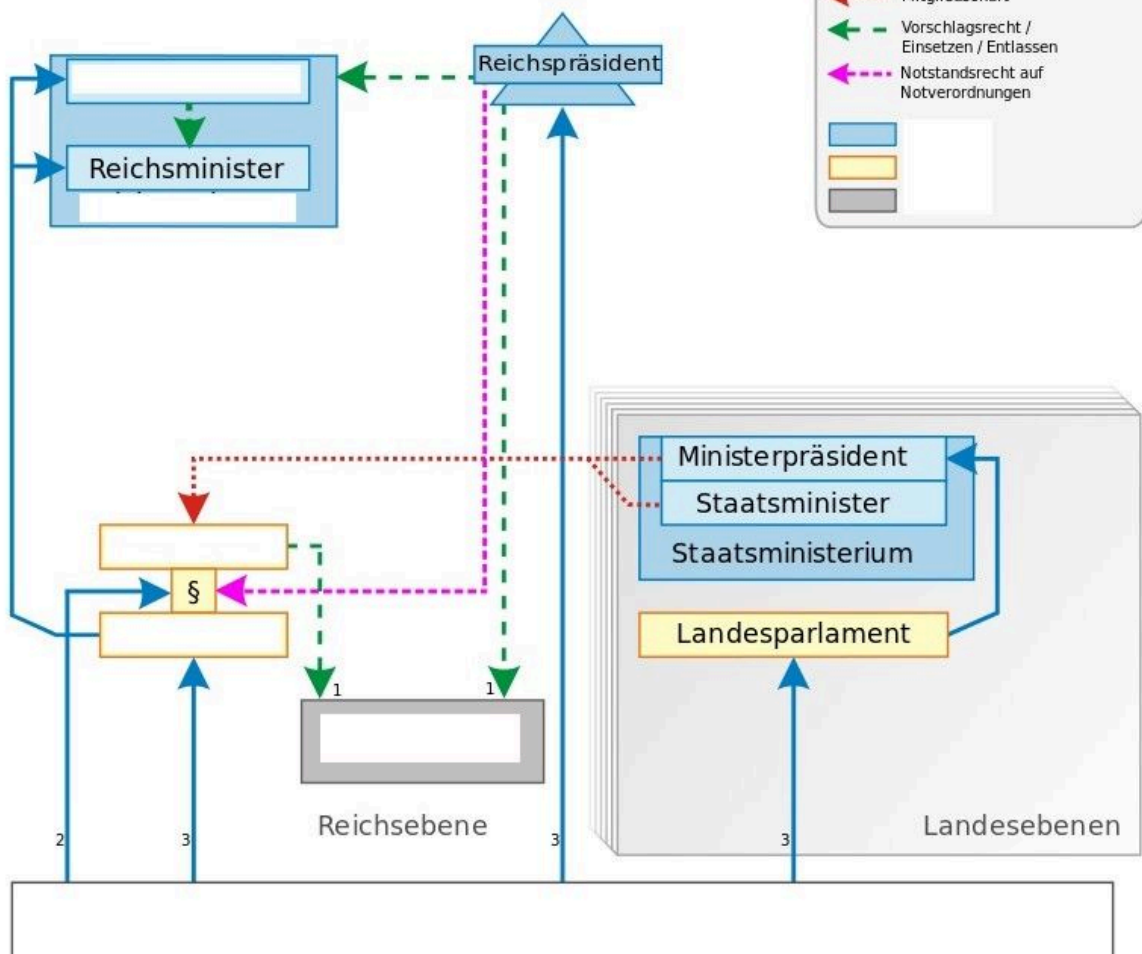 Vorschlagsrecht /
Einsetzen / Entlassen
Notstandsrecht auf
Notverordnungen
Reichspräsident
Reichsminister
Ministerpräsident
Staatsminister
Staatsministerium
§
Landesparlament
1
1
Reichsebene
Landesebenen
2
3
3
3